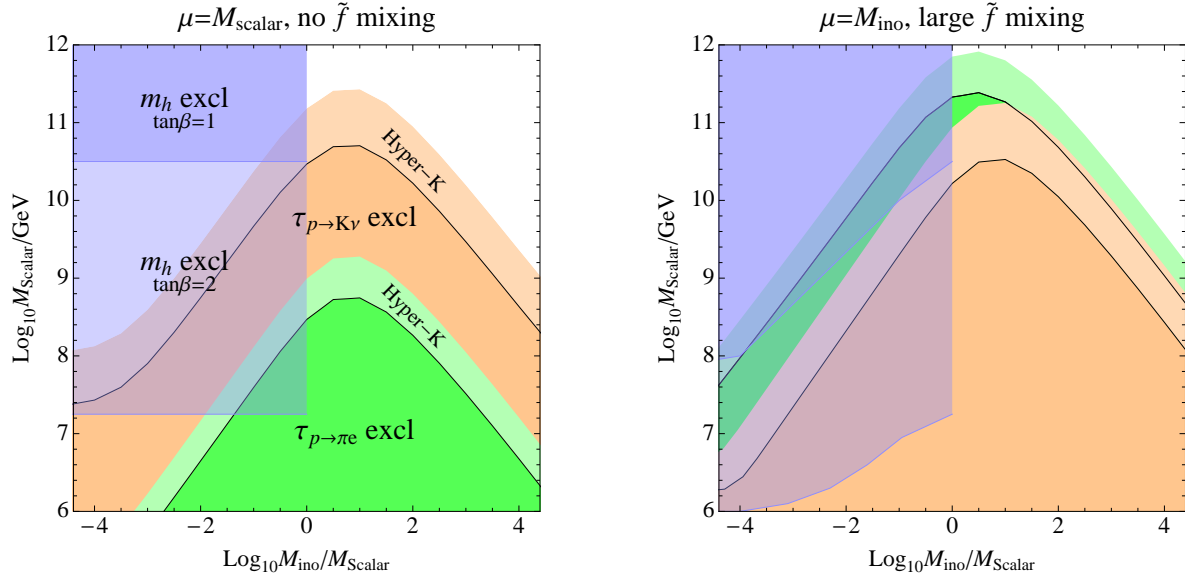 μ=M_scalar, no f̃ mixing
12
11
10
9
8
7
6
Log₁₀M_Scalar/GeV
m_h excl
tanβ=1
m_h excl
tanβ=2
Hyper−K
τ_p→Kν excl
Hyper−K
τ_p→πe excl
−4 −2 0 2 4
Log₁₀M_ino/M_Scalar
μ=M_ino, large f̃ mixing
12
11
10
9
8
7
6
Log₁₀M_Scalar/GeV
−4 −2 0 2 4
Log₁₀M_ino/M_Scalar